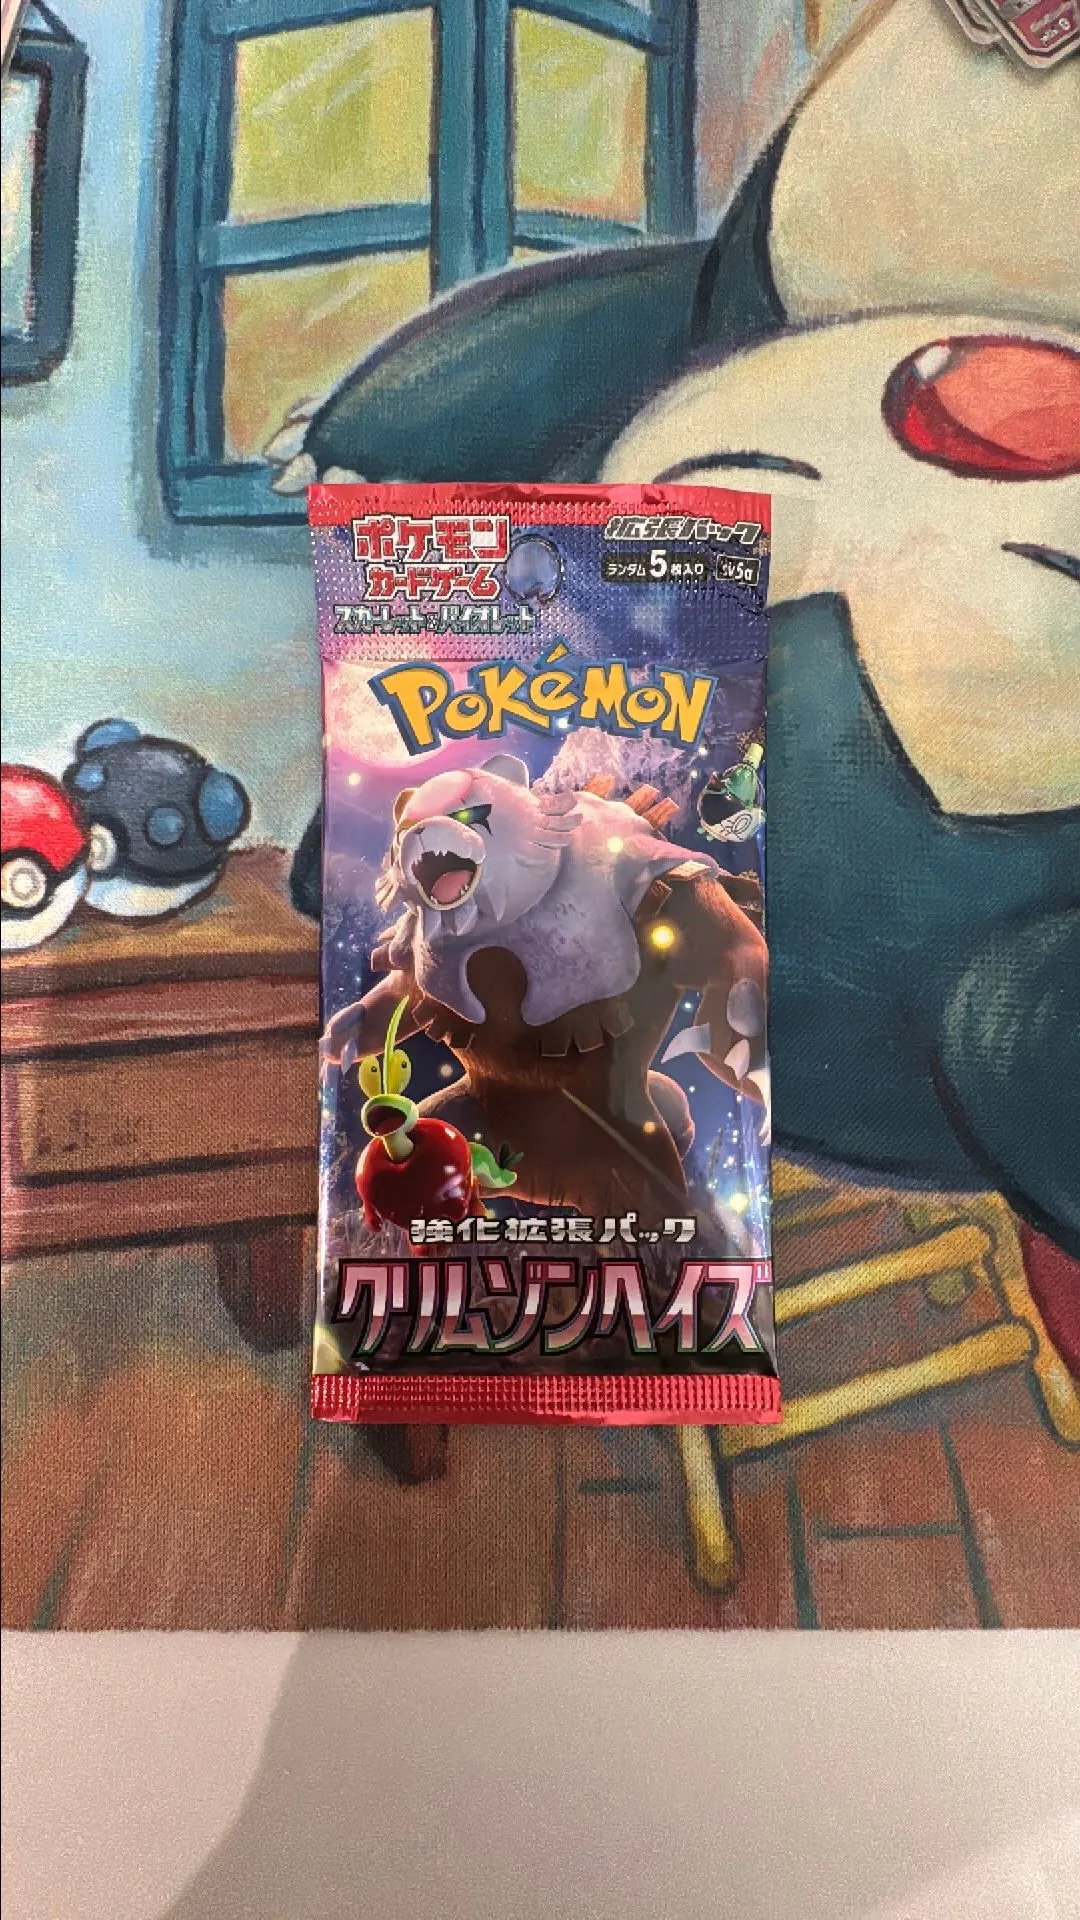 ポケモン
カードゲーム
スカーレット&バイオレット
拡張パック
ランダム5枚入り sv5a
POKéMON
強化拡張パック
クリムゾンヘイズ